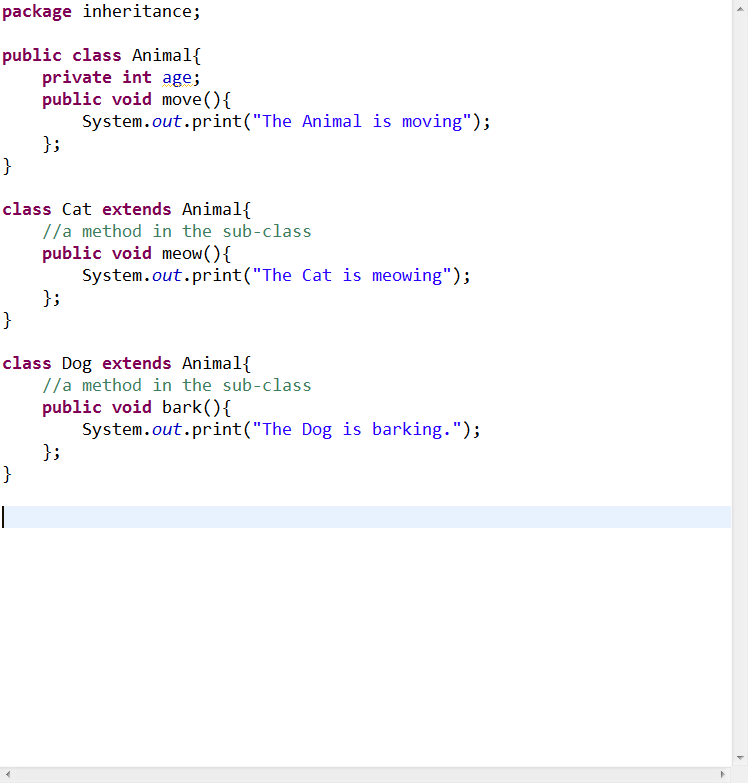 package inheritance;
public class Animal{
    private int age;
    public void move(){
        System.out.print("The Animal is moving");
    };
}
class Cat extends Animal{
    //a method in the sub-class
    public void meow(){
        System.out.print("The Cat is meowing");
    };
}
class Dog extends Animal{
    //a method in the sub-class
    public void bark(){
        System.out.print("The Dog is barking.");
    };
}